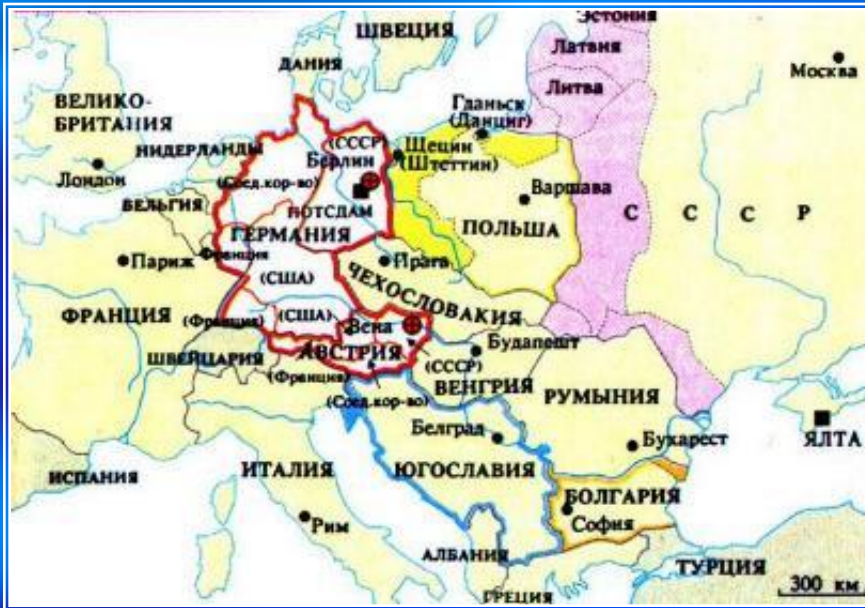 Эстония
ШВЕЦИЯ
Латвия
ДАНИЯ
Москва
Литва
ВЕЛИКО-
БРИТАНИЯ
Гданьск
(Данциг)
НИДЕРЛАНДЫ
(СССР)
Щецин
(Штеттин)
Берлин
Лондон
(Соед.кор-во)
Варшава
БЕЛЬГИЯ
ПОТСДАМ
С С С Р
ПОЛЬША
ГЕРМАНИЯ
Франция
Париж
Прага
(США)
ЧЕХОСЛОВАКИЯ
ФРАНЦИЯ
(Франция)
(США)
Вена
Будапешт
ШВЕЙЦАРИЯ
АВСТРИЯ
(СССР)
(Франция)
ВЕНГРИЯ
РУМЫНИЯ
(Соед.кор-во)
Белград
Бухарест
ЯЛТА
ИСПАНИЯ
ИТАЛИЯ
ЮГОСЛАВИЯ
БОЛГАРИЯ
Рим
София
АЛБАНИЯ
ТУРЦИЯ
300 км
ГРЕЦИЯ